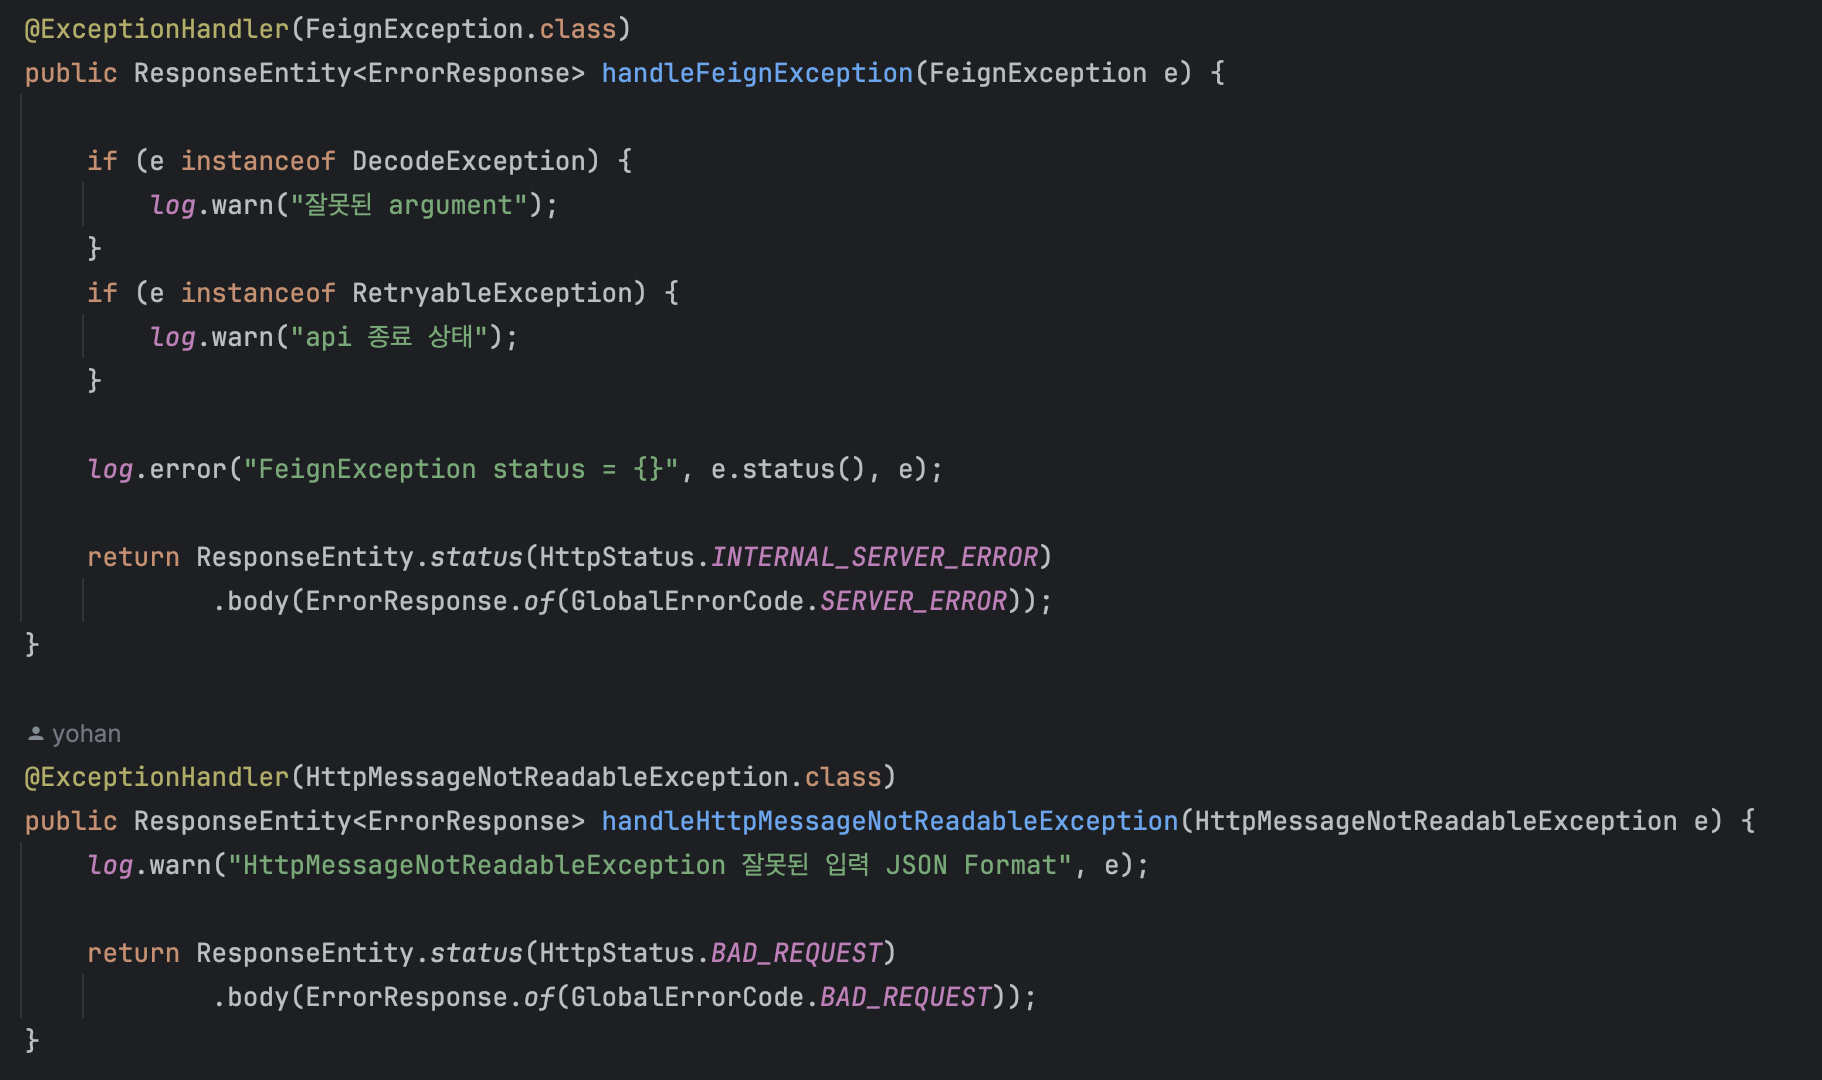 @ExceptionHandler(FeignException.class)
public ResponseEntity<ErrorResponse> handleFeignException(FeignException e) {
if (e instanceof DecodeException) {
log.warn("잘못된 argument");
}
if (e instanceof RetryableException) {
log.warn("api 종료 상태");
}
log.error("FeignException status = {}", e.status(), e);
return ResponseEntity.status(HttpStatus.INTERNAL_SERVER_ERROR)
.body(ErrorResponse.of(GlobalErrorCode.SERVER_ERROR));
}
yohan
@ExceptionHandler(HttpMessageNotReadableException.class)
public ResponseEntity<ErrorResponse> handleHttpMessageNotReadableException(HttpMessageNotReadableException e) {
log.warn("HttpMessageNotReadableException 잘못된 입력 JSON Format", e);
return ResponseEntity.status(HttpStatus.BAD_REQUEST)
.body(ErrorResponse.of(GlobalErrorCode.BAD_REQUEST));
}